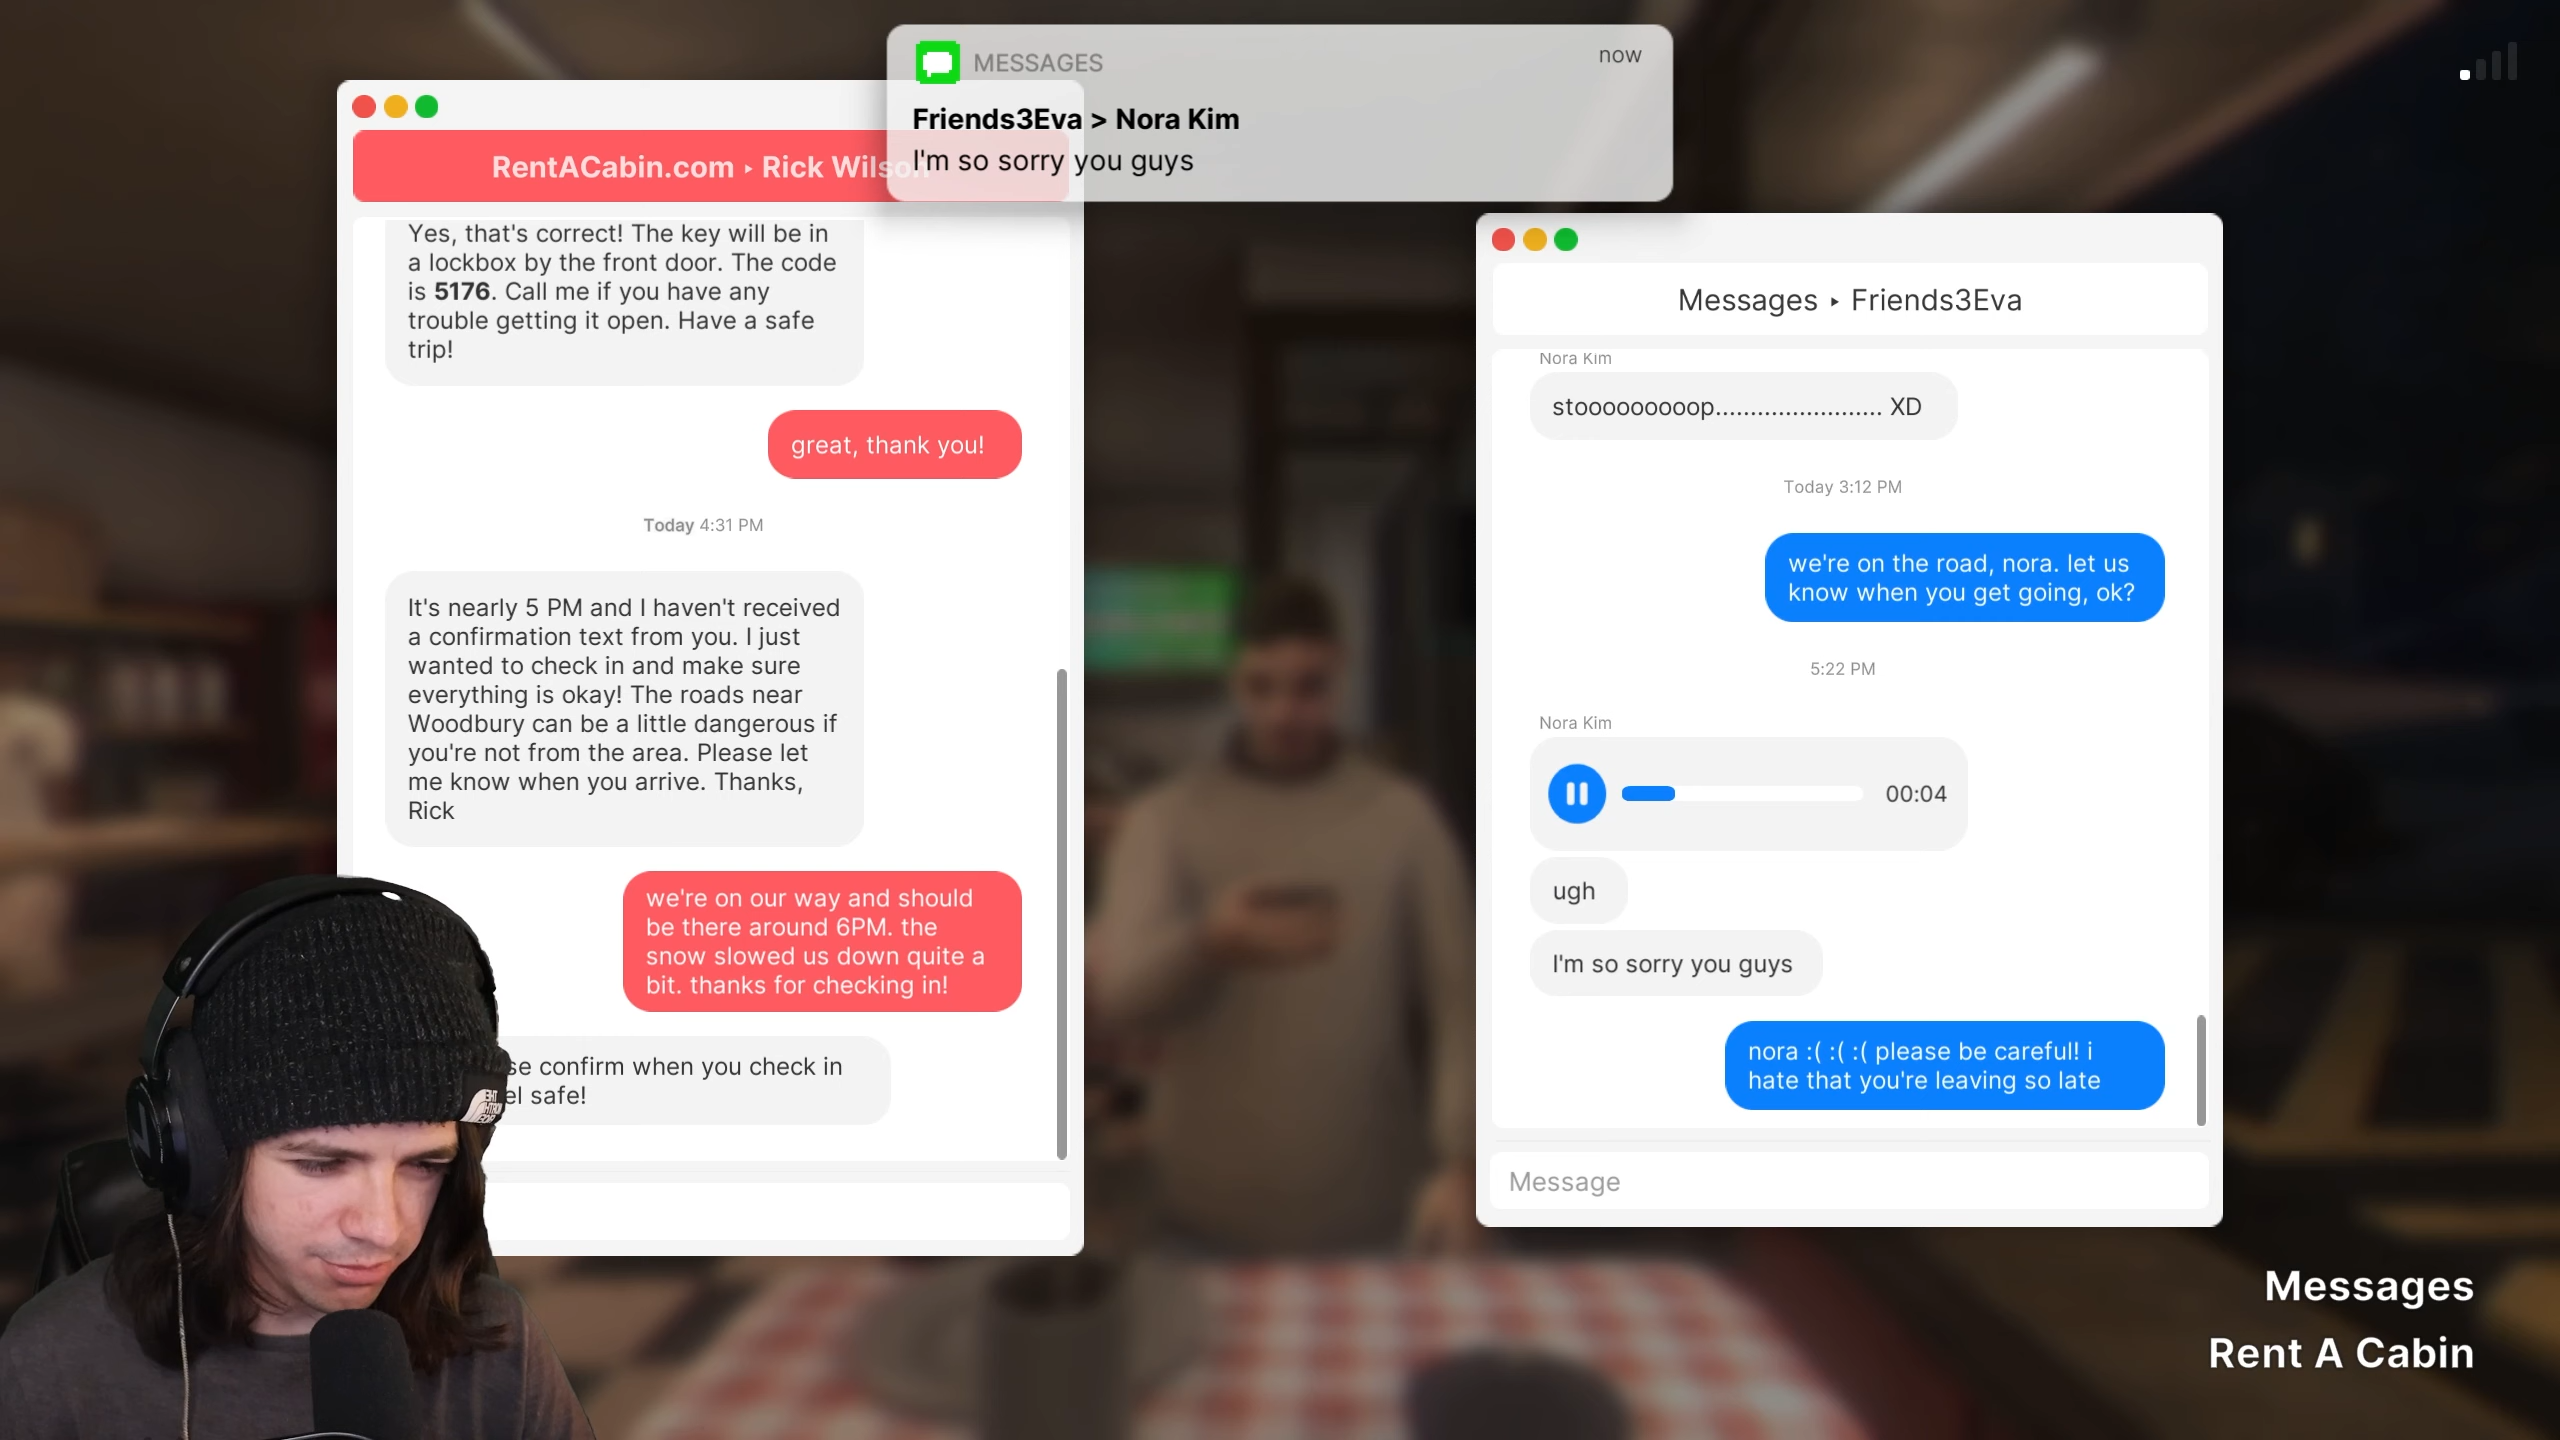 MESSAGES
now
Friends3Eva > Nora Kim
I'm so sorry you guys
RentACabin.com ‣ Rick Wilson
Yes, that's correct! The key will be in
a lockbox by the front door. The code
is 5176. Call me if you have any
trouble getting it open. Have a safe
trip!
great, thank you!
Today 4:31 PM
It's nearly 5 PM and I haven't received
a confirmation text from you. I just
wanted to check in and make sure
everything is okay! The roads near
Woodbury can be a little dangerous if
you're not from the area. Please let
me know when you arrive. Thanks,
Rick
we're on our way and should
be there around 6PM. the
snow slowed us down quite a
bit. thanks for checking in!
confirm when you check in
safe!
Messages ‣ Friends3Eva
Nora Kim
stooooooooop........................ XD
Today 3:12 PM
we're on the road, nora. let us
know when you get going, ok?
5:22 PM
Nora Kim
00:04
ugh
I'm so sorry you guys
nora :( :( :( please be careful! i
hate that you're leaving so late
Message
Messages
Rent A Cabin